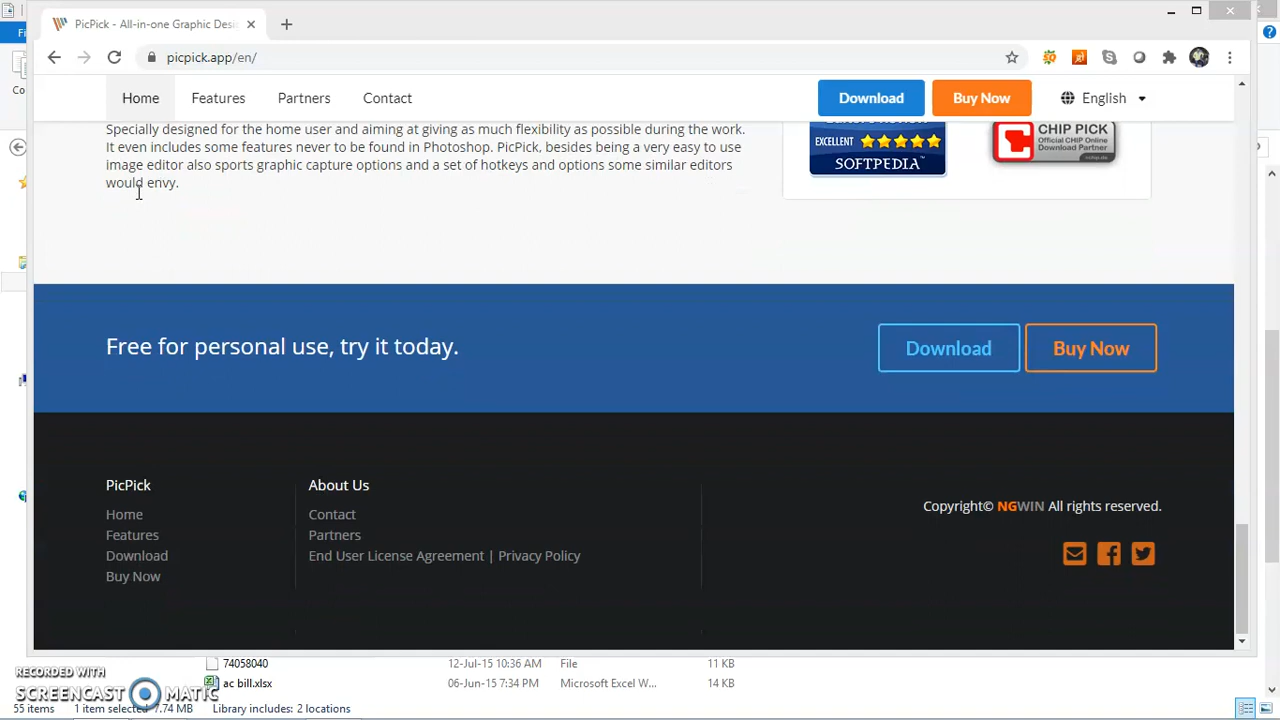 PicPick - All-in-one Graphic Desi
picpick.app/en/
Home
Features
Partners
Contact
Download
Buy Now
English
Specially designed for the home user and aiming at giving as much flexibility as possible during the work.
It even includes some features not to be found in Photoshop. PicPick, besides being a very easy to use
image editor also sports graphic capture options and a set of hotkeys and options some similar editors
would envy.
EXCELLENT
SOFTPEDIA™
CHIP PICK
Official CHIP Online
Download Partner
Free for personal use, try it today.
Download
Buy Now
PicPick
Home
Features
Download
Buy Now
About Us
Contact
Partners
End User License Agreement | Privacy Policy
Copyright© NGWIN All rights reserved.
74058040 12-Jul-15 10:36 AM File 11 KB
ac bill.xlsx 06-Jun-15 7:34 PM Microsoft Excel W... 14 KB
RECORDED WITH
SCREENCAST MATIC
55 items 1 item selected 7.74 MB Library includes: 2 locations